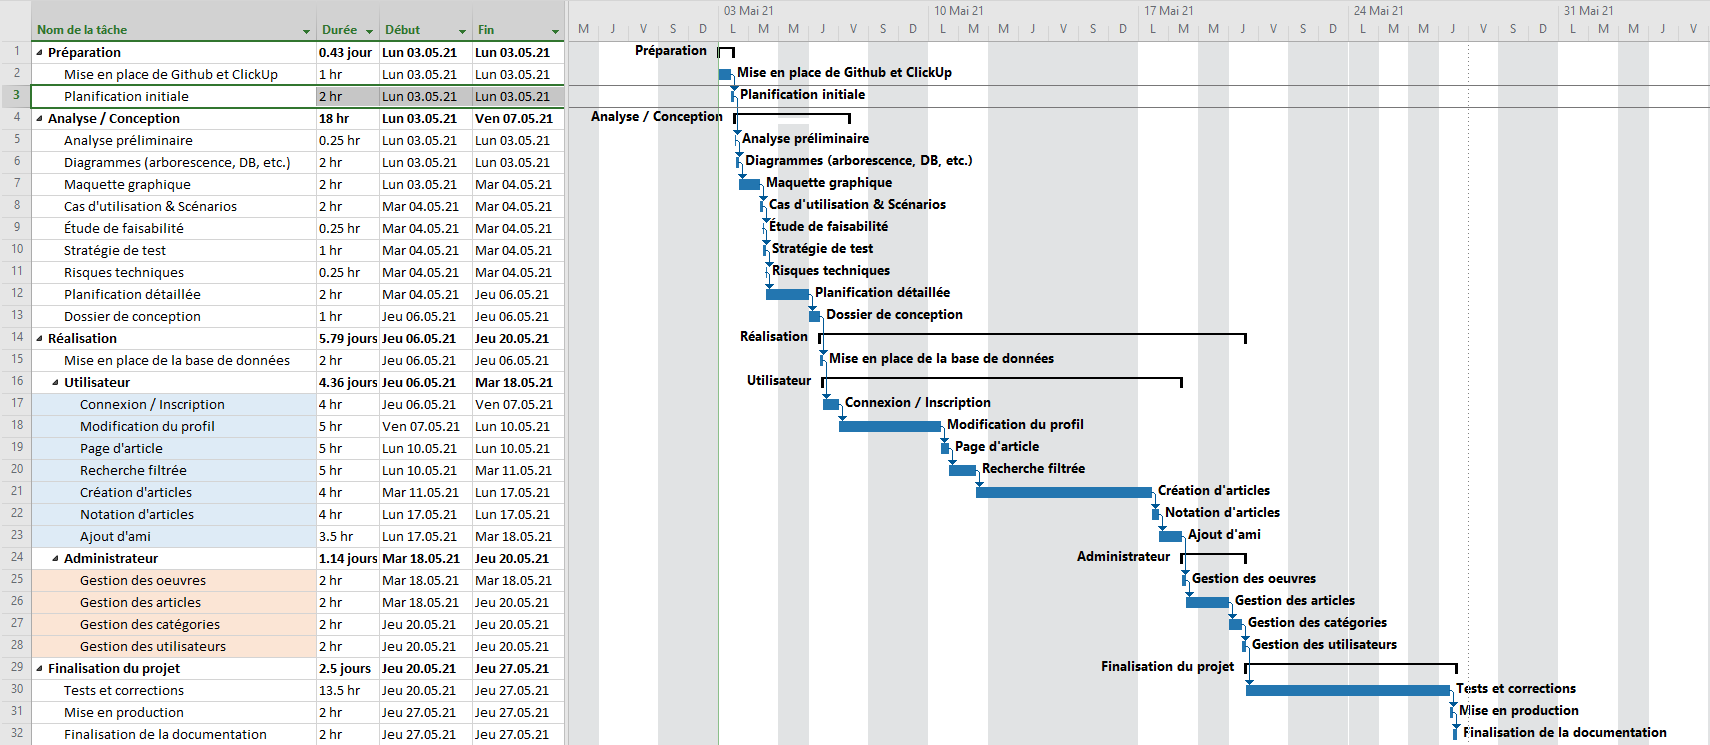 03 Mai 21 10 Mai 21 17 Mai 21 24 Mai 21 31 Mai 21
Nom de la tâche Durée Début Fin M J V S D L M M J V S D L M M J V S D L M M J V S D L M M J V S D L M M J V
1 Préparation 0.43 jour Lun 03.05.21 Lun 03.05.21 Préparation
2 Mise en place de Github et ClickUp 1 hr Lun 03.05.21 Lun 03.05.21 Mise en place de Github et ClickUp
3 Planification initiale 2 hr Lun 03.05.21 Lun 03.05.21 Planification initiale
4 Analyse / Conception 18 hr Lun 03.05.21 Ven 07.05.21 Analyse / Conception
5 Analyse préliminaire 0.25 hr Lun 03.05.21 Lun 03.05.21 Analyse préliminaire
6 Diagrammes (arborescence, DB, etc.) 2 hr Lun 03.05.21 Lun 03.05.21 Diagrammes (arborescence, DB, etc.)
7 Maquette graphique 2 hr Lun 03.05.21 Mar 04.05.21 Maquette graphique
8 Cas d'utilisation & Scénarios 2 hr Mar 04.05.21 Mar 04.05.21 Cas d'utilisation & Scénarios
9 Étude de faisabilité 0.25 hr Mar 04.05.21 Mar 04.05.21 Étude de faisabilité
10 Stratégie de test 1 hr Mar 04.05.21 Mar 04.05.21 Stratégie de test
11 Risques techniques 0.25 hr Mar 04.05.21 Mar 04.05.21 Risques techniques
12 Planification détaillée 2 hr Mar 04.05.21 Jeu 06.05.21 Planification détaillée
13 Dossier de conception 1 hr Jeu 06.05.21 Jeu 06.05.21 Dossier de conception
14 Réalisation 5.79 jours Jeu 06.05.21 Jeu 20.05.21 Réalisation
15 Mise en place de la base de données 2 hr Jeu 06.05.21 Jeu 06.05.21 Mise en place de la base de données
16 Utilisateur 4.36 jours Jeu 06.05.21 Mar 18.05.21 Utilisateur
17 Connexion / Inscription 4 hr Jeu 06.05.21 Ven 07.05.21 Connexion / Inscription
18 Modification du profil 5 hr Ven 07.05.21 Lun 10.05.21 Modification du profil
19 Page d'article 5 hr Lun 10.05.21 Lun 10.05.21 Page d'article
20 Recherche filtrée 5 hr Lun 10.05.21 Mar 11.05.21 Recherche filtrée
21 Création d'articles 4 hr Mar 11.05.21 Lun 17.05.21 Création d'articles
22 Notation d'articles 4 hr Lun 17.05.21 Lun 17.05.21 Notation d'articles
23 Ajout d'ami 3.5 hr Lun 17.05.21 Mar 18.05.21 Ajout d'ami
24 Administrateur 1.14 jours Mar 18.05.21 Jeu 20.05.21 Administrateur
25 Gestion des oeuvres 2 hr Mar 18.05.21 Mar 18.05.21 Gestion des oeuvres
26 Gestion des articles 2 hr Mar 18.05.21 Jeu 20.05.21 Gestion des articles
27 Gestion des catégories 2 hr Jeu 20.05.21 Jeu 20.05.21 Gestion des catégories
28 Gestion des utilisateurs 2 hr Jeu 20.05.21 Jeu 20.05.21 Gestion des utilisateurs
29 Finalisation du projet 2.5 jours Jeu 20.05.21 Jeu 27.05.21 Finalisation du projet
30 Tests et corrections 13.5 hr Jeu 20.05.21 Jeu 27.05.21 Tests et corrections
31 Mise en production 2 hr Jeu 27.05.21 Jeu 27.05.21 Mise en production
32 Finalisation de la documentation 2 hr Jeu 27.05.21 Jeu 27.05.21 Finalisation de la documentation